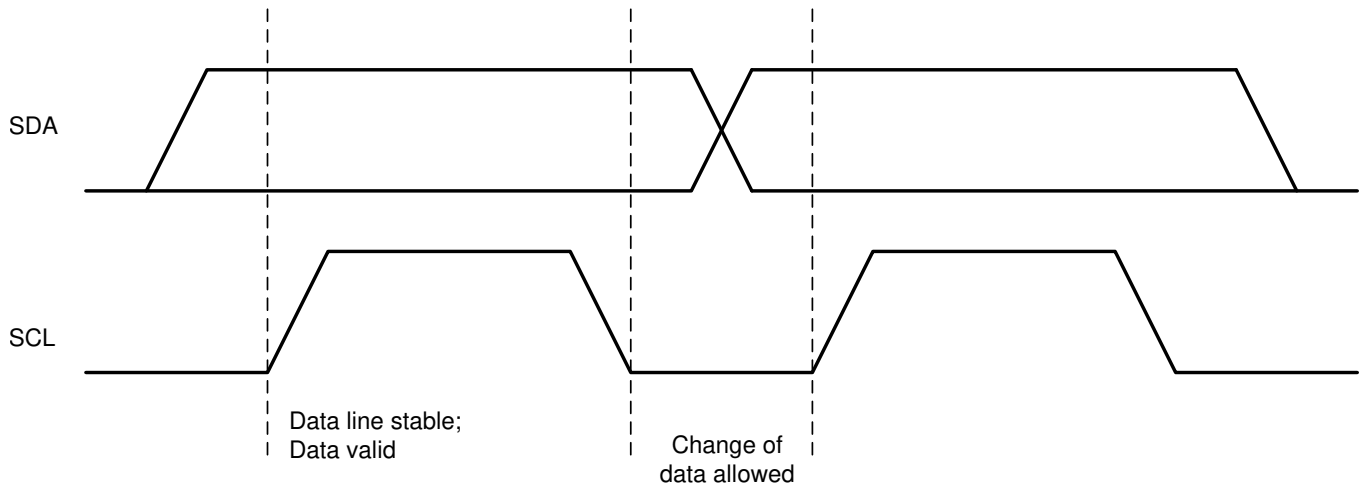 SDA
SCL
Data line stable;
Data valid
Change of
data allowed